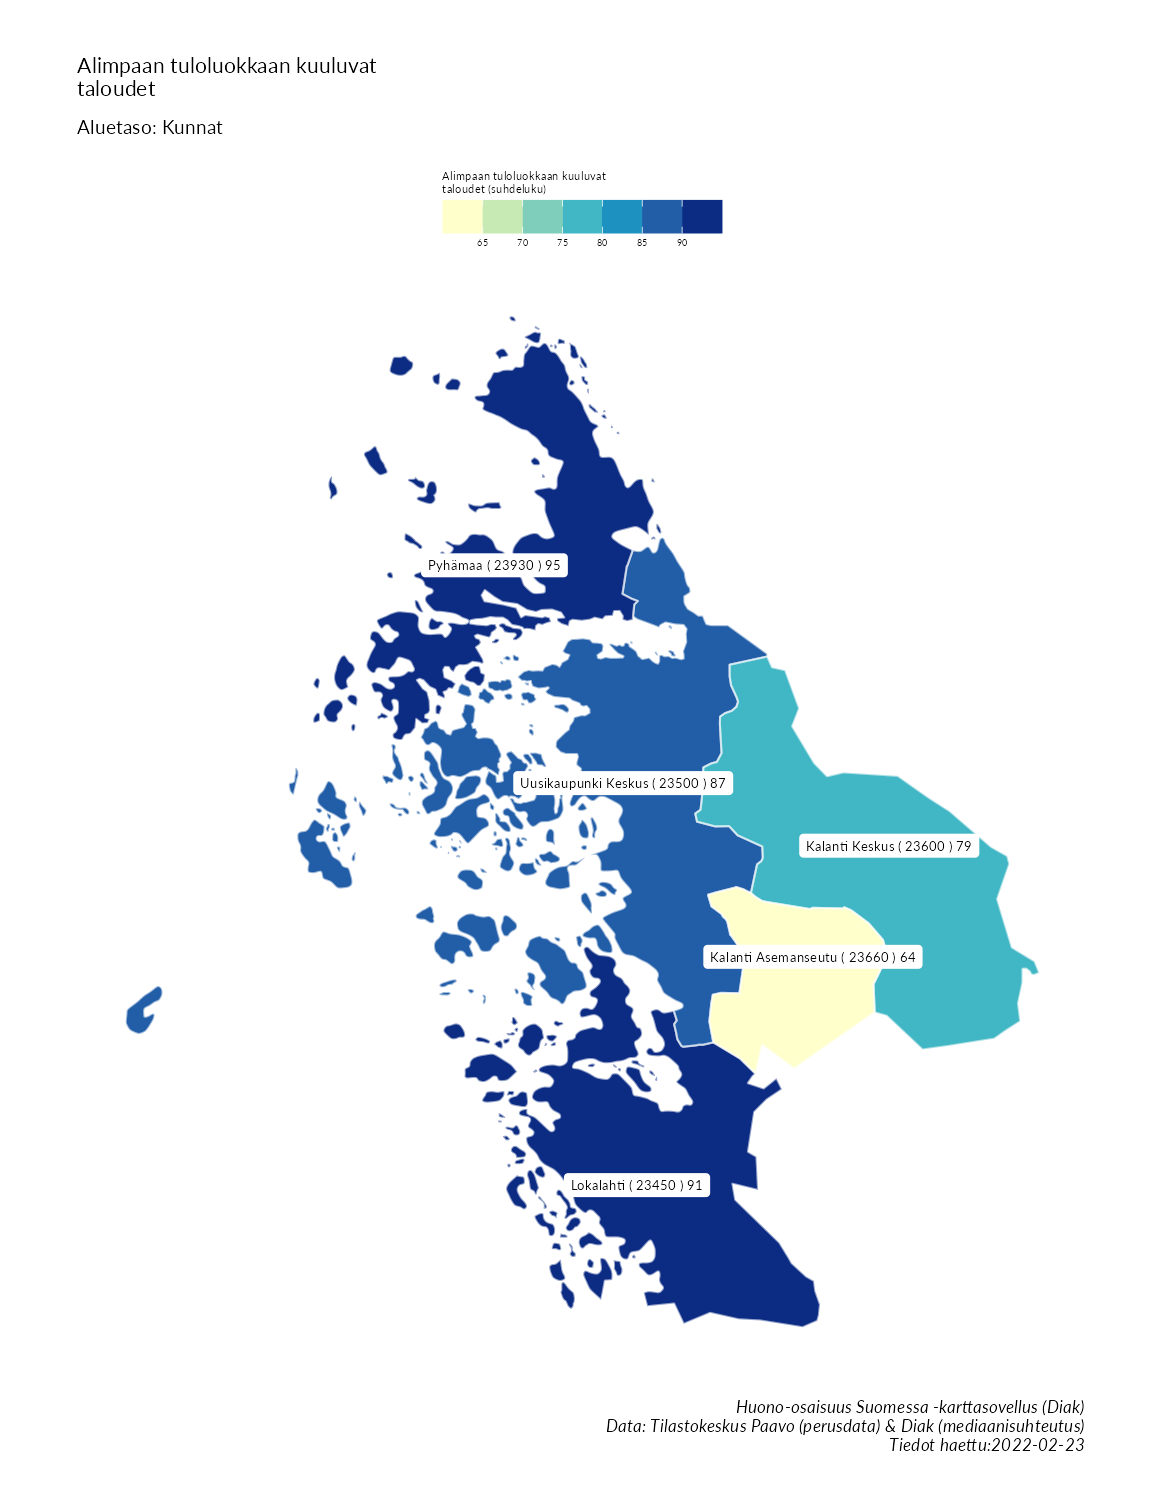 Alimpaan tuloluokkaan kuuluvat
taloudet
Aluetaso: Kunnat
Alimpaan tuloluokkaan kuuluvat
taloudet (suhdeluku)
65 70 75 80 85 90
Pyhämaa ( 23930 ) 95
Uusikaupunki Keskus ( 23500 ) 87
Kalanti Keskus ( 23600 ) 79
Kalanti Asemanseutu ( 23660 ) 64
Lokalahti ( 23450 ) 91
Huono-osaisuus Suomessa -karttasovellus (Diak)
Data: Tilastokeskus Paavo (perusdata) & Diak (mediaanisuhteutus)
Tiedot haettu:2022-02-23